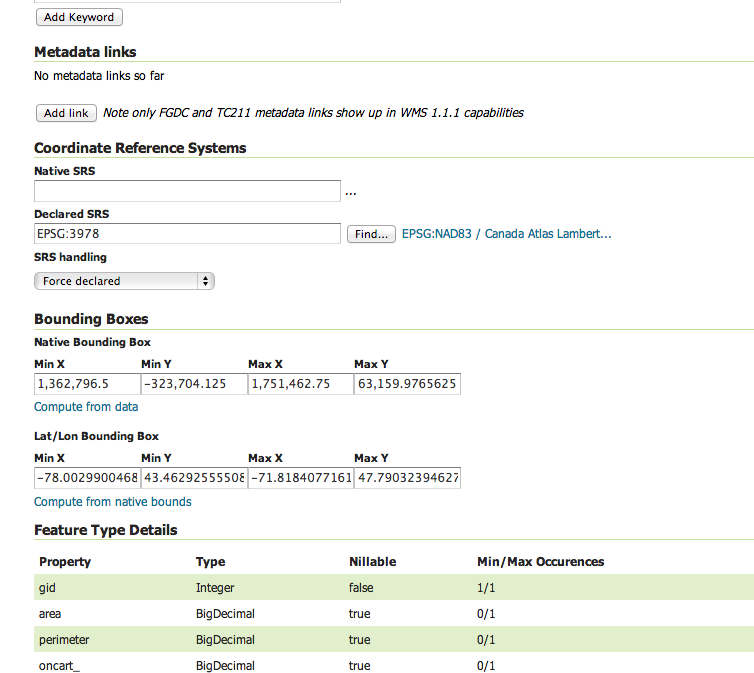 Add Keyword
Metadata links
No metadata links so far
Add link Note only FGDC and TC211 metadata links show up in WMS 1.1.1 capabilities
Coordinate Reference Systems
Native SRS
...
Declared SRS
EPSG:3978 Find... EPSG:NAD83 / Canada Atlas Lambert...
SRS handling
Force declared
Bounding Boxes
Native Bounding Box
Min X Min Y Max X Max Y
1,362,796.5 -323,704.125 1,751,462.75 63,159.9765625
Compute from data
Lat/Lon Bounding Box
Min X Min Y Max X Max Y
-78.0029900468 43.46292555508 -71.8184077161 47.79032394627
Compute from native bounds
Feature Type Details
Property Type Nillable Min/Max Occurences
gid Integer false 1/1
area BigDecimal true 0/1
perimeter BigDecimal true 0/1
oncart_ BigDecimal true 0/1